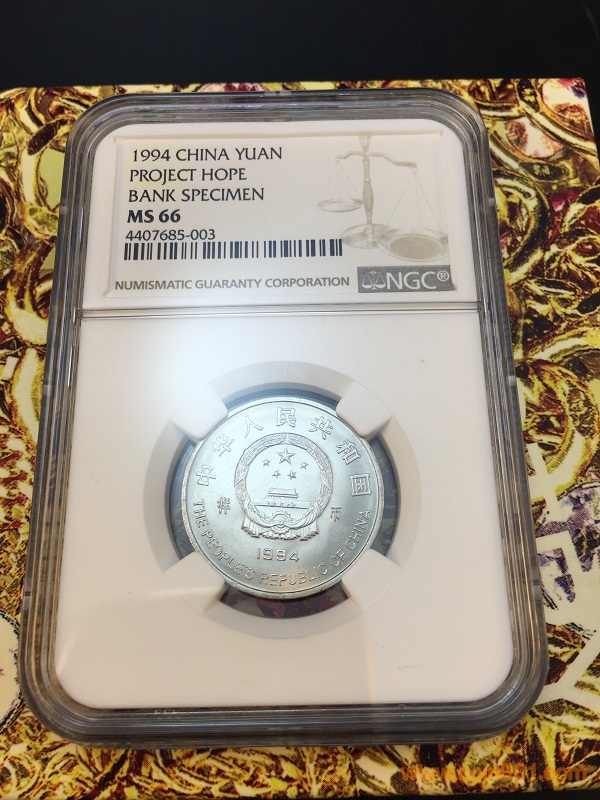 1994 CHINA YUAN
PROJECT HOPE
BANK SPECIMEN
MS 66
4407685-003
NUMISMATIC GUARANTY CORPORATION
NGC®
中华人民共和国
样 币
1994
THE PEOPLE'S REPUBLIC OF CHINA